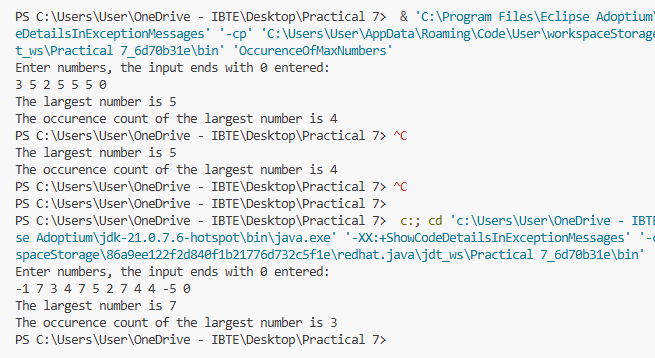 PS C:\Users\User\OneDrive - IBTE\Desktop\Practical 7>  & 'C:\Program Files\Eclipse Adoptium\
eDetailsInExceptionMessages' '-cp' 'C:\Users\User\AppData\Roaming\Code\User\workspaceStorage
t_ws\Practical 7_6d70b31e\bin' 'OccurenceOfMaxNumbers'
Enter numbers, the input ends with 0 entered:
3 5 2 5 5 5 0
The largest number is 5
The occurence count of the largest number is 4
PS C:\Users\User\OneDrive - IBTE\Desktop\Practical 7> ^C
The largest number is 5
The occurence count of the largest number is 4
PS C:\Users\User\OneDrive - IBTE\Desktop\Practical 7> ^C
PS C:\Users\User\OneDrive - IBTE\Desktop\Practical 7>
PS C:\Users\User\OneDrive - IBTE\Desktop\Practical 7>  c:; cd 'c:\Users\User\OneDrive - IBTE
se Adoptium\jdk-21.0.7.6-hotspot\bin\java.exe' '-XX:+ShowCodeDetailsInExceptionMessages' '-c
spaceStorage\86a9ee122f2d840f1b21776d732c5f1e\redhat.java\jdt_ws\Practical 7_6d70b31e\bin'
Enter numbers, the input ends with 0 entered:
-1 7 3 4 7 5 2 7 4 4 -5 0
The largest number is 7
The occurence count of the largest number is 3
PS C:\Users\User\OneDrive - IBTE\Desktop\Practical 7>